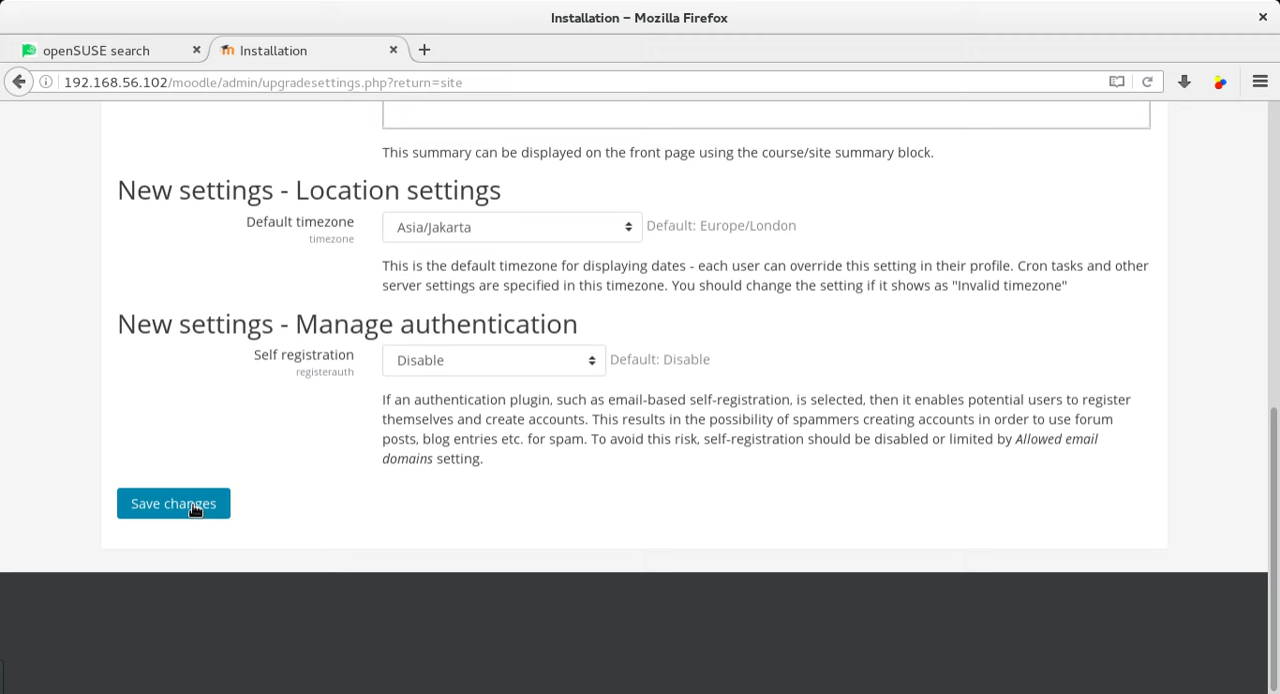 Installation – Mozilla Firefox
openSUSE search
Installation
192.168.56.102/moodle/admin/upgradesettings.php?return=site
This summary can be displayed on the front page using the course/site summary block.
New settings - Location settings
Default timezone
timezone
Asia/Jakarta
Default: Europe/London
This is the default timezone for displaying dates - each user can override this setting in their profile. Cron tasks and other
server settings are specified in this timezone. You should change the setting if it shows as "Invalid timezone"
New settings - Manage authentication
Self registration
registerauth
Disable
Default: Disable
If an authentication plugin, such as email-based self-registration, is selected, then it enables potential users to register
themselves and create accounts. This results in the possibility of spammers creating accounts in order to use forum
posts, blog entries etc. for spam. To avoid this risk, self-registration should be disabled or limited by Allowed email
domains setting.
Save changes